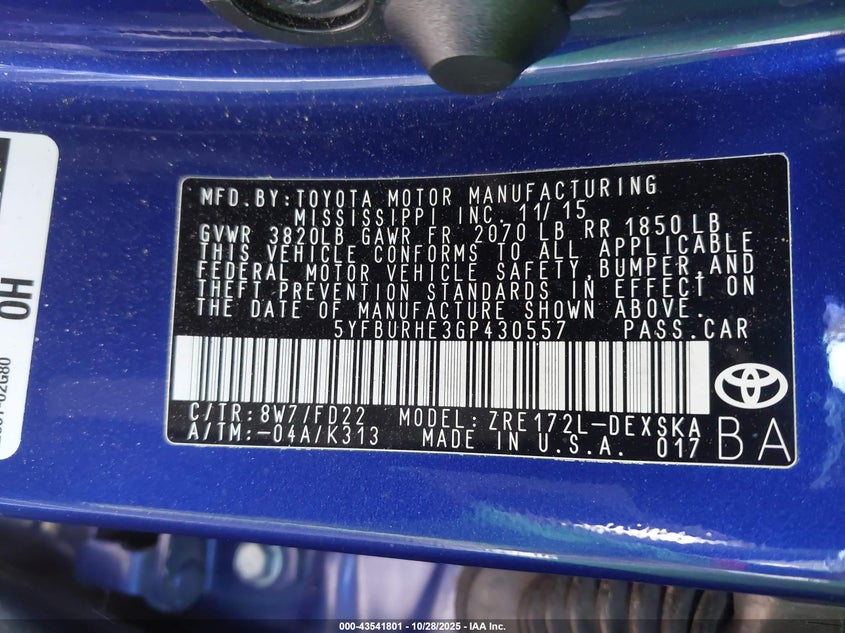 MFD. BY: TOYOTA MOTOR MANUFACTURING
MISSISSIPPI INC. 11/15
GVWR 3820LB GAWR FR 2070 LB RR 1850 LB
THIS VEHICLE CONFORMS TO ALL APPLICABLE
FEDERAL MOTOR VEHICLE SAFETY, BUMPER, AND
THEFT PREVENTION STANDARDS IN EFFECT ON
THE DATE OF MANUFACTURE SHOWN ABOVE.
5YFBURHE3GP430557 PASS. CAR
C/TR: 8W7/FD22 MODEL: ZRE172L-DEXSKA
A/TM: -04A/K313 MADE IN U.S.A. 017 BA
HO
000-43541801 - 10/28/2025 - IAA Inc.